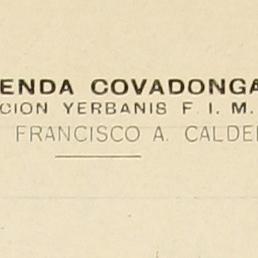 ENDA COVADONGA
CION YERBANIS F. I. M.
FRANCISCO A. CALDE